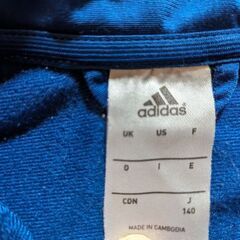 adidas
UK US F
D I E
CDN J
140
MADE IN CAMBODIA